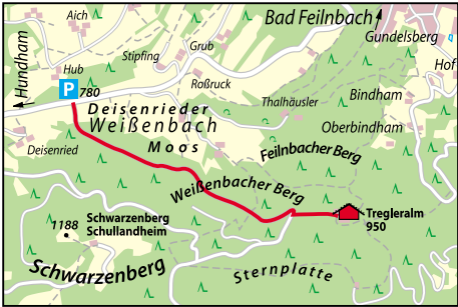 Aich
Bad Feilnbach
Gundelsberg
Stipfing
Grub
Hundham
Hub
Hof
P 780
Roßruck
Thalhäusler
Bindham
Deisenrieder
Weißenbach
Oberbindham
Deisenried
Moos
Feilnbacher Berg
Weißenbacher Berg
Tregleralm
950
1188
Schwarzenberg
Schullandheim
Schwarzenberg
Sternplatte